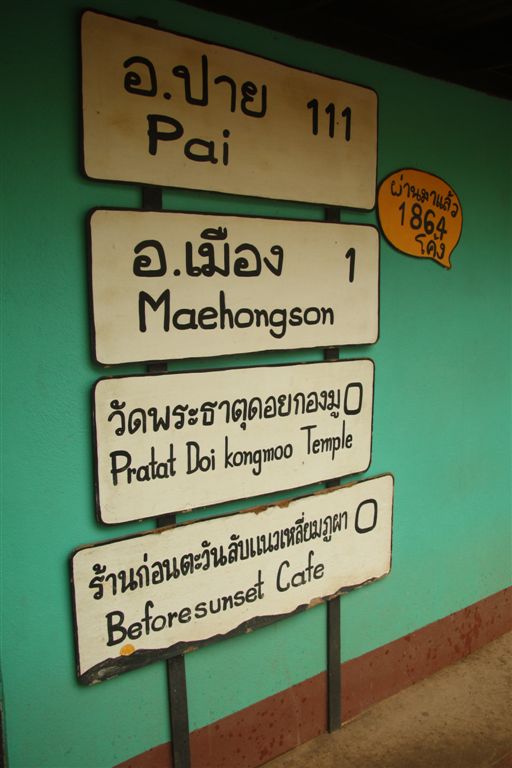 อ.ปาย 111
Pai
อ.เมือง 1
Maehongson
วัดพระธาตุดอยกองมู 0
Pratat Doi kongmoo Temple
ร้านก่อนตะวันลับแนวเหลี่ยมภูผา 0
Beforesunset Cafe
ผ่านมาแล้ว
1864
โค้ง